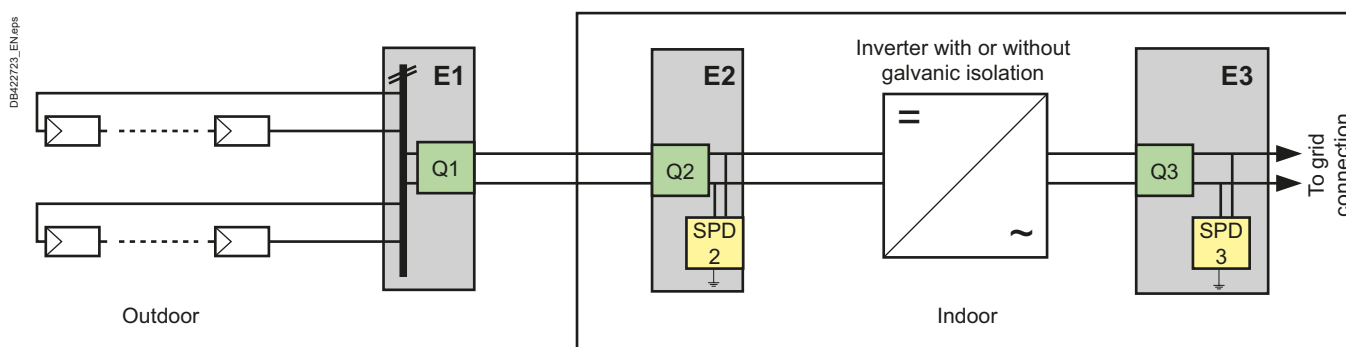 DB422723_EN.eps
E1
E2
Inverter with or without
galvanic isolation
E3
Q1
Q2
=
Q3
To grid
connection
SPD
2
~
SPD
3
Outdoor
Indoor